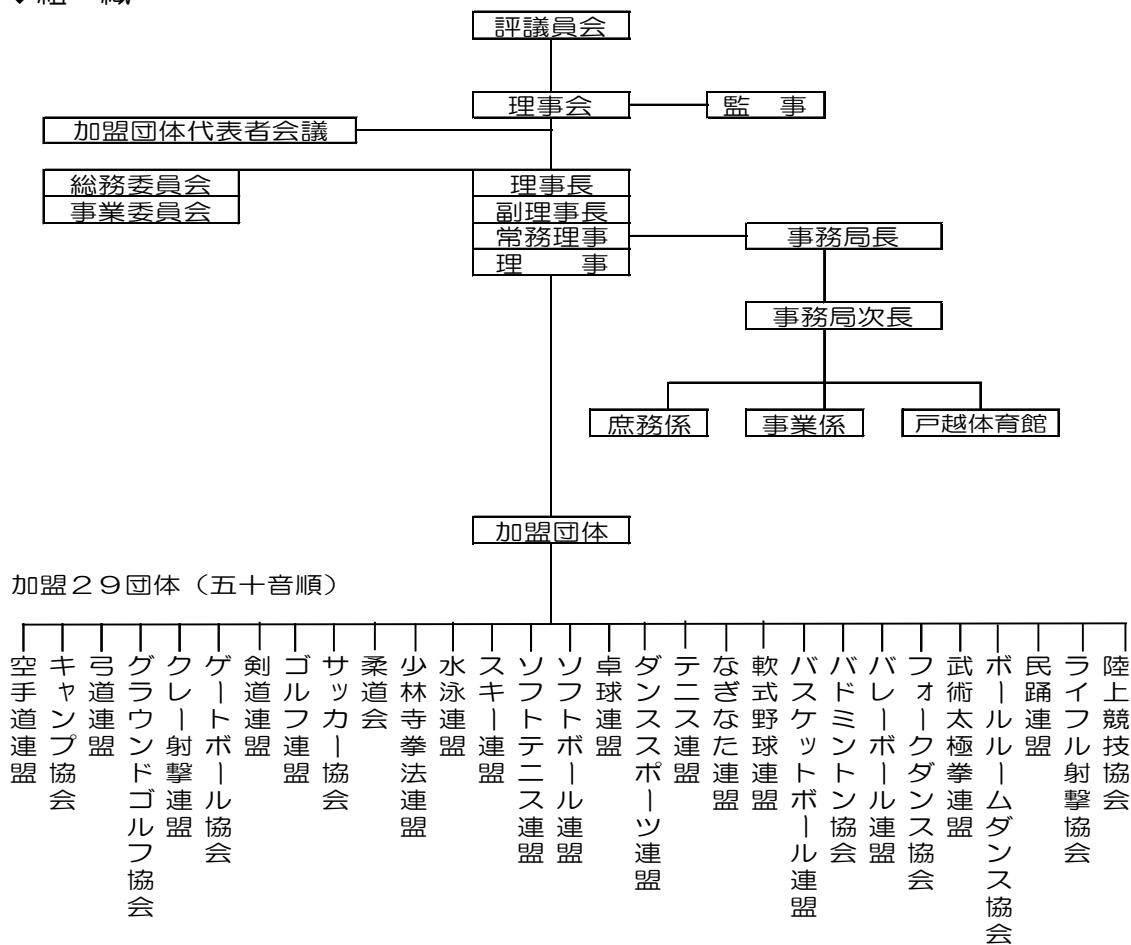 組 織
評議員会
理事会
監 事
加盟団体代表者会議
総務委員会
事業委員会
理事長
副理事長
常務理事
理 事
事務局長
事務局次長
庶務係
事業係
戸越体育館
加盟団体
加盟２９団体（五十音順）
空手道連盟
キャンプ協会
弓道連盟
グラウンドゴルフ協会
クレー射撃連盟
ゲートボール協会
剣道連盟
ゴルフ連盟
サッカー協会
柔道会
少林寺拳法連盟
水泳連盟
スキー連盟
ソフトテニス連盟
ソフトボール連盟
卓球連盟
ダンススポーツ連盟
テニス連盟
なぎなた連盟
軟式野球連盟
バスケットボール連盟
バドミントン協会
バレーボール連盟
フォークダンス協会
武術太極拳連盟
ボールルームダンス協会
民踊連盟
ライフル射撃協会
陸上競技協会